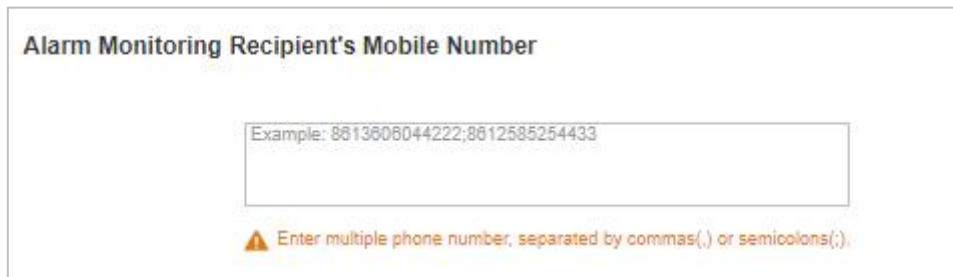 Alarm Monitoring Recipient's Mobile Number
Example: 8613606044222;8612585254433
Enter multiple phone number, separated by commas(,) or semicolons(;).